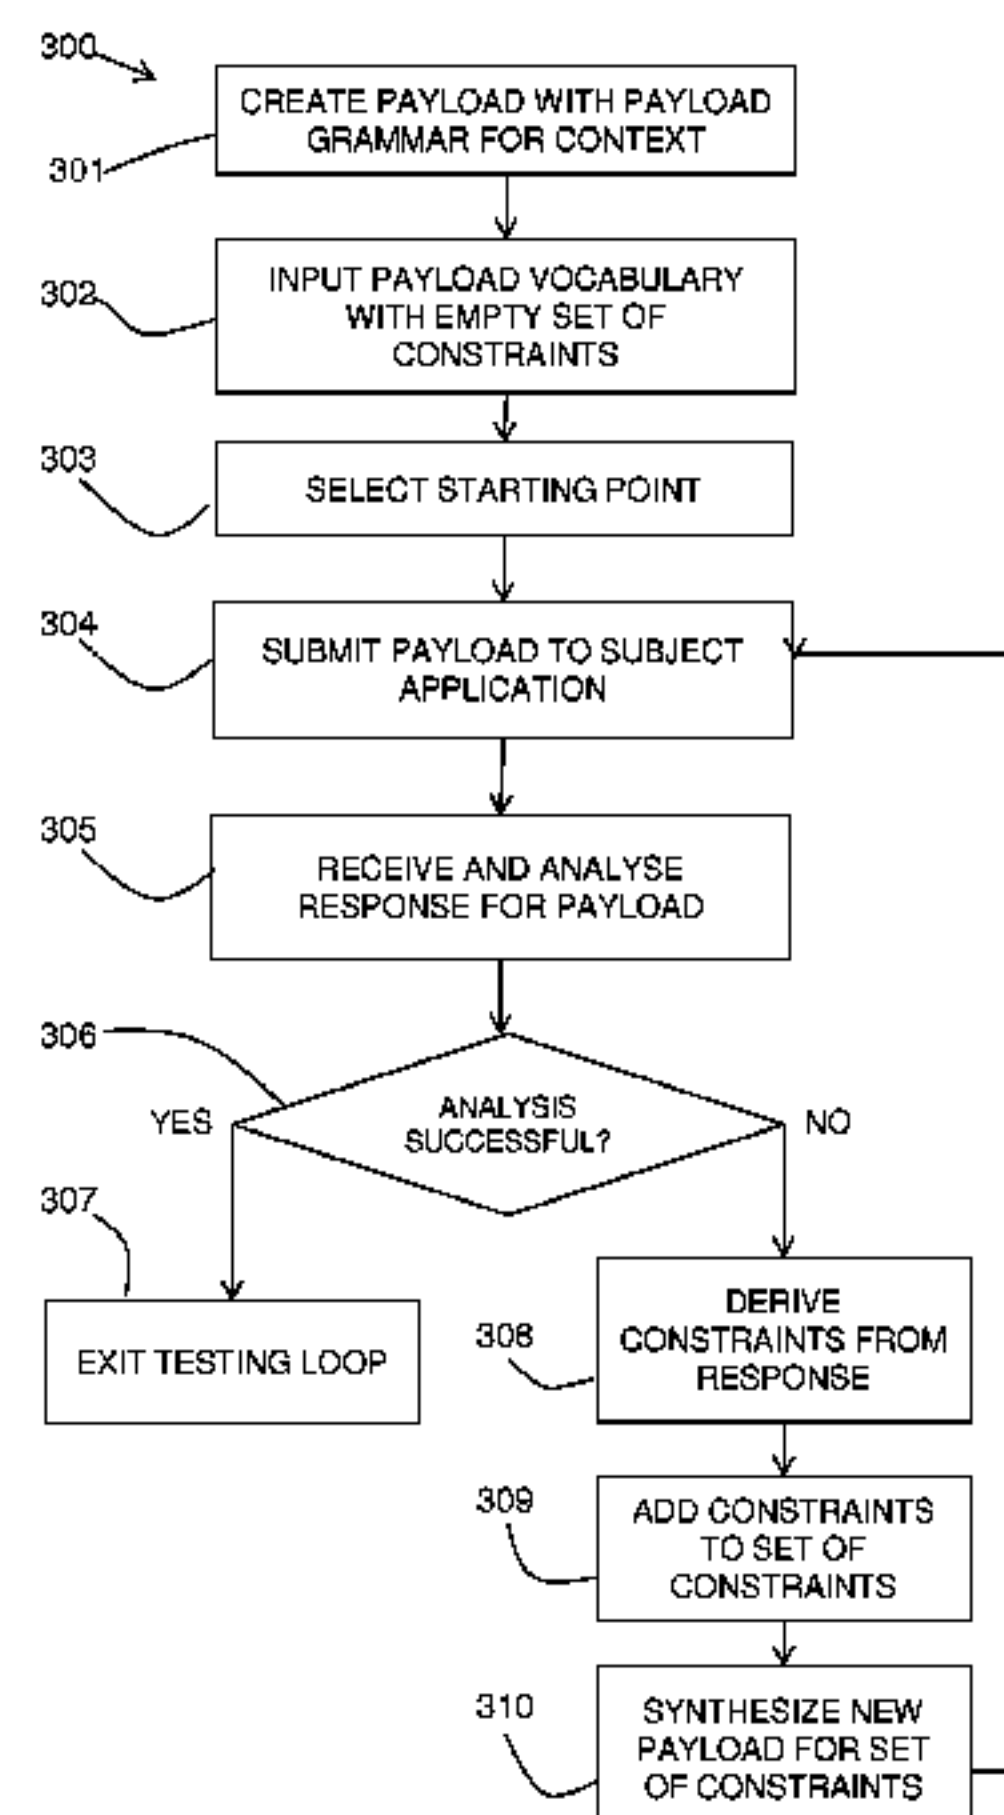 300
CREATE PAYLOAD WITH PAYLOAD
GRAMMAR FOR CONTEXT
301
INPUT PAYLOAD VOCABULARY
WITH EMPTY SET OF
CONSTRAINTS
302
303
SELECT STARTING POINT
304
SUBMIT PAYLOAD TO SUBJECT
APPLICATION
305
RECEIVE AND ANALYSE
RESPONSE FOR PAYLOAD
306
ANALYSIS
SUCCESSFUL?
YES
NO
307
EXIT TESTING LOOP
308
DERIVE
CONSTRAINTS FROM
RESPONSE
309
ADD CONSTRAINTS
TO SET OF
CONSTRAINTS
310
SYNTHESIZE NEW
PAYLOAD FOR SET
OF CONSTRAINTS